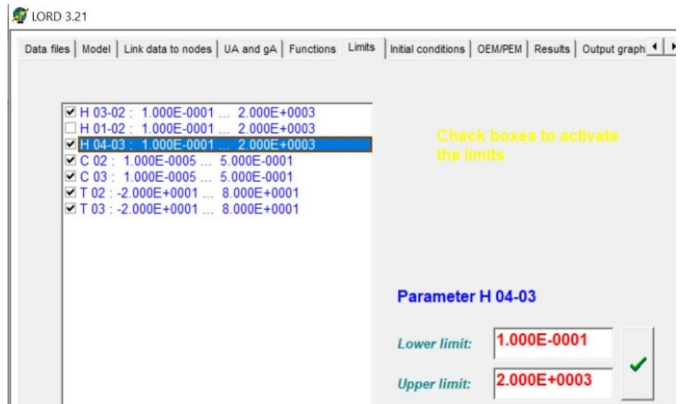 LORD 3.21
Data files Model Link data to nodes UA and gA Functions Limits Initial conditions OEM/PEM Results Output graph
H 03-02 : 1.000E-0001 ... 2.000E+0003
H 01-02 : 1.000E-0001 ... 2.000E+0003
H 04-03 : 1.000E-0001 ... 2.000E+0003
C 02 : 1.000E-0005 ... 5.000E-0001
C 03 : 1.000E-0005 ... 5.000E-0001
T 02 : -2.000E+0001 ... 8.000E+0001
T 03 : -2.000E+0001 ... 8.000E+0001
Check boxes to activate
the limits
Parameter H 04-03
Lower limit: 1.000E-0001
Upper limit: 2.000E+0003